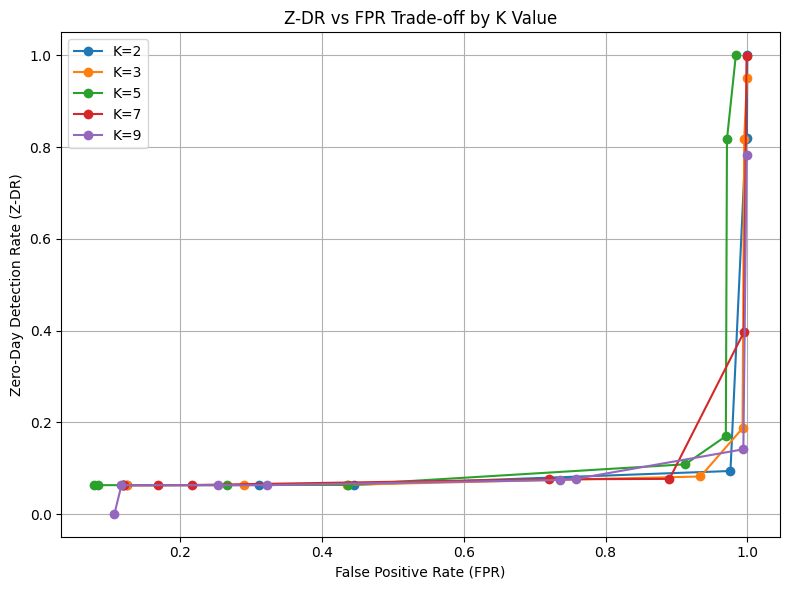 Z-DR vs FPR Trade-off by K Value
K=2
K=3
K=5
K=7
K=9
Zero-Day Detection Rate (Z-DR)
1.0
0.8
0.6
0.4
0.2
0.0
0.2
0.4
0.6
0.8
1.0
False Positive Rate (FPR)